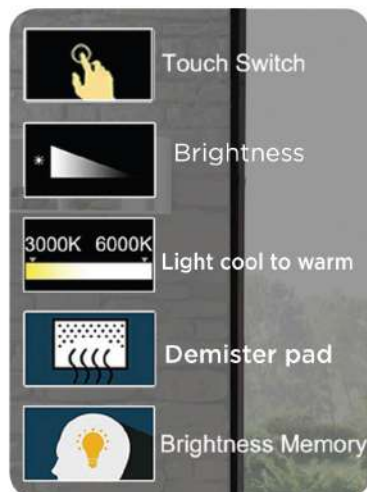 Touch Switch
Brightness
3000K 6000K
Light cool to warm
Demister pad
Brightness Memory